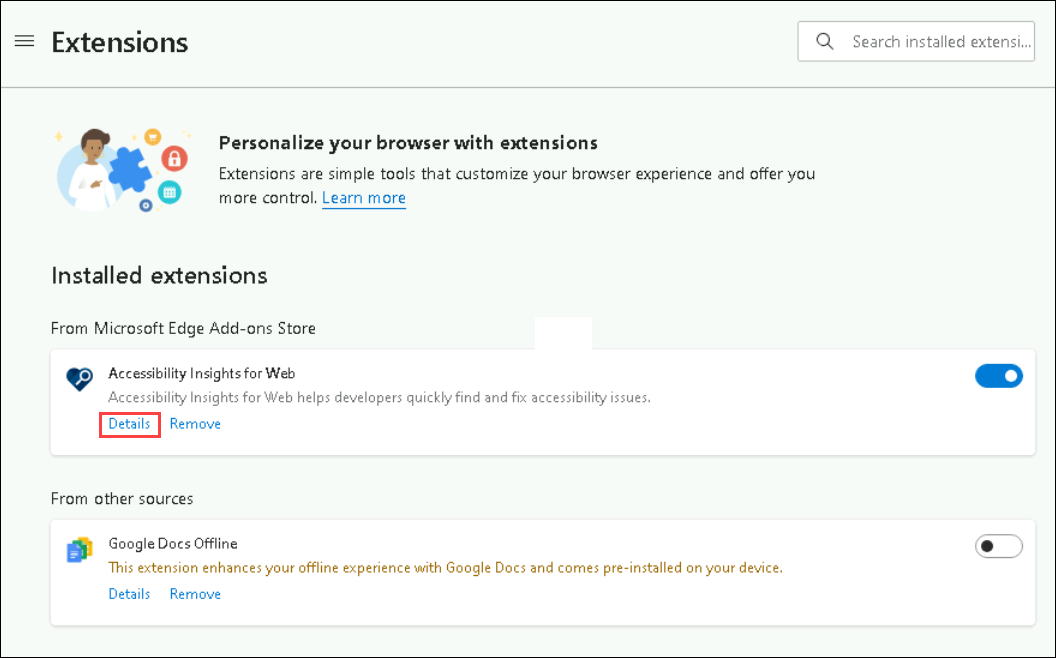 Extensions
Search installed extensi...
Personalize your browser with extensions
Extensions are simple tools that customize your browser experience and offer you
more control. Learn more
Installed extensions
From Microsoft Edge Add-ons Store
Accessibility Insights for Web
Accessibility Insights for Web helps developers quickly find and fix accessibility issues.
Details Remove
From other sources
Google Docs Offline
This extension enhances your offline experience with Google Docs and comes pre-installed on your device.
Details Remove